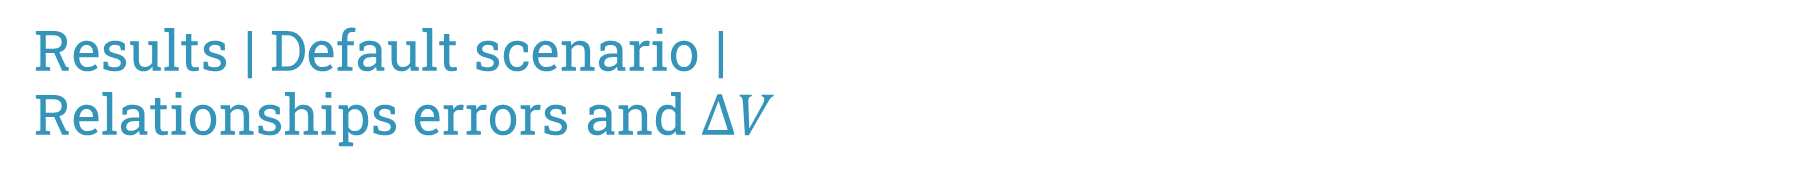 Results | Default scenario |
Relationships errors and Δ𝑉